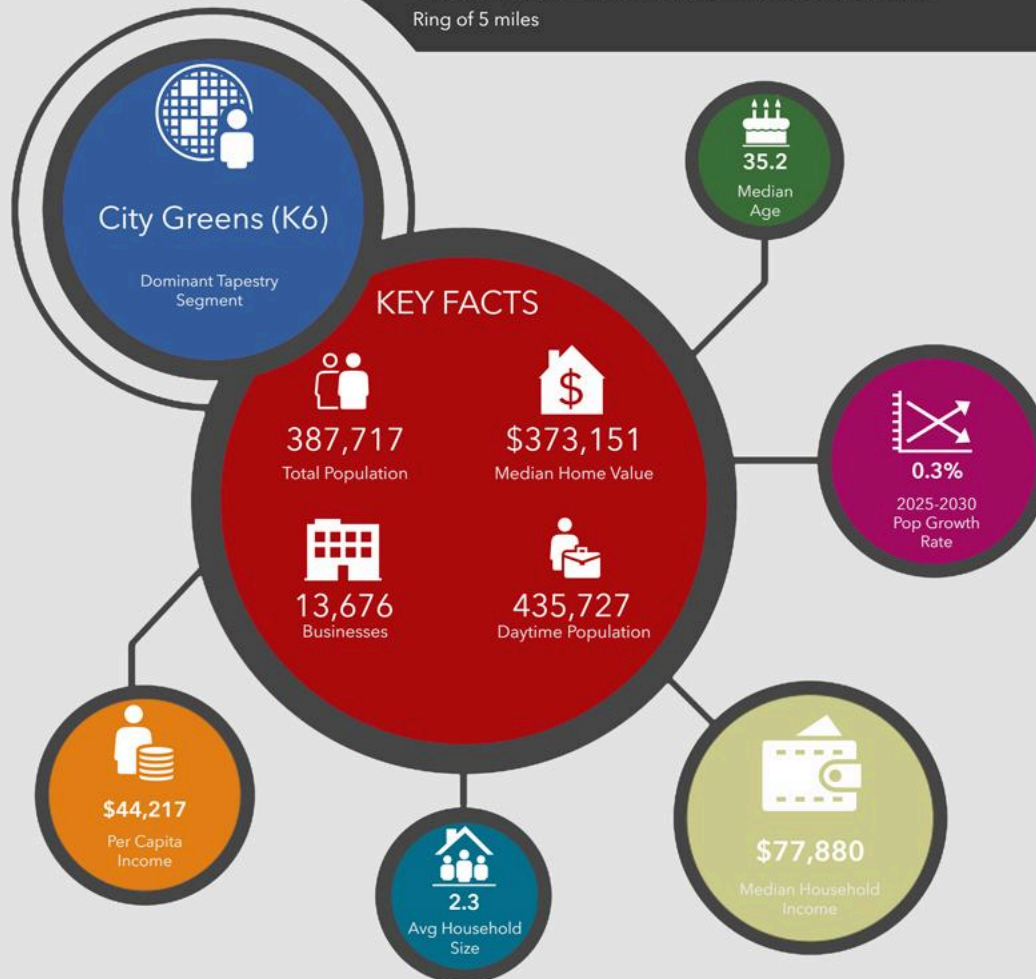 Ring of 5 miles
City Greens (K6)
Dominant Tapestry
Segment
35.2
Median
Age
KEY FACTS
387,717
Total Population
$373,151
Median Home Value
13,676
Businesses
435,727
Daytime Population
0.3%
2025-2030
Pop Growth
Rate
$44,217
Per Capita
Income
2.3
Avg Household
Size
$77,880
Median Household
Income